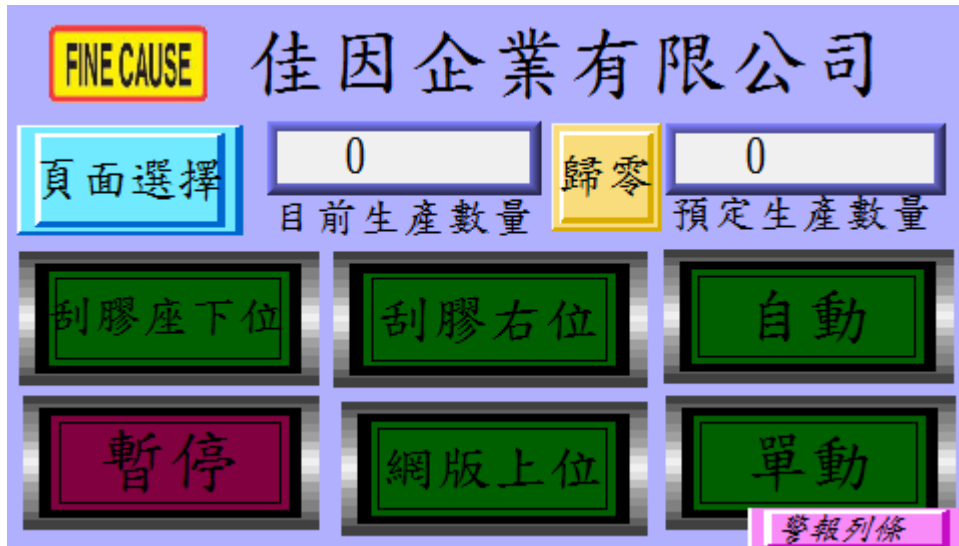 FINE CAUSE 佳因企業有限公司
頁面選擇
0
歸零
0
目前生產數量
預定生產數量
刮膠座下位
刮膠右位
自動
暫停
網版上位
單動
警報列條